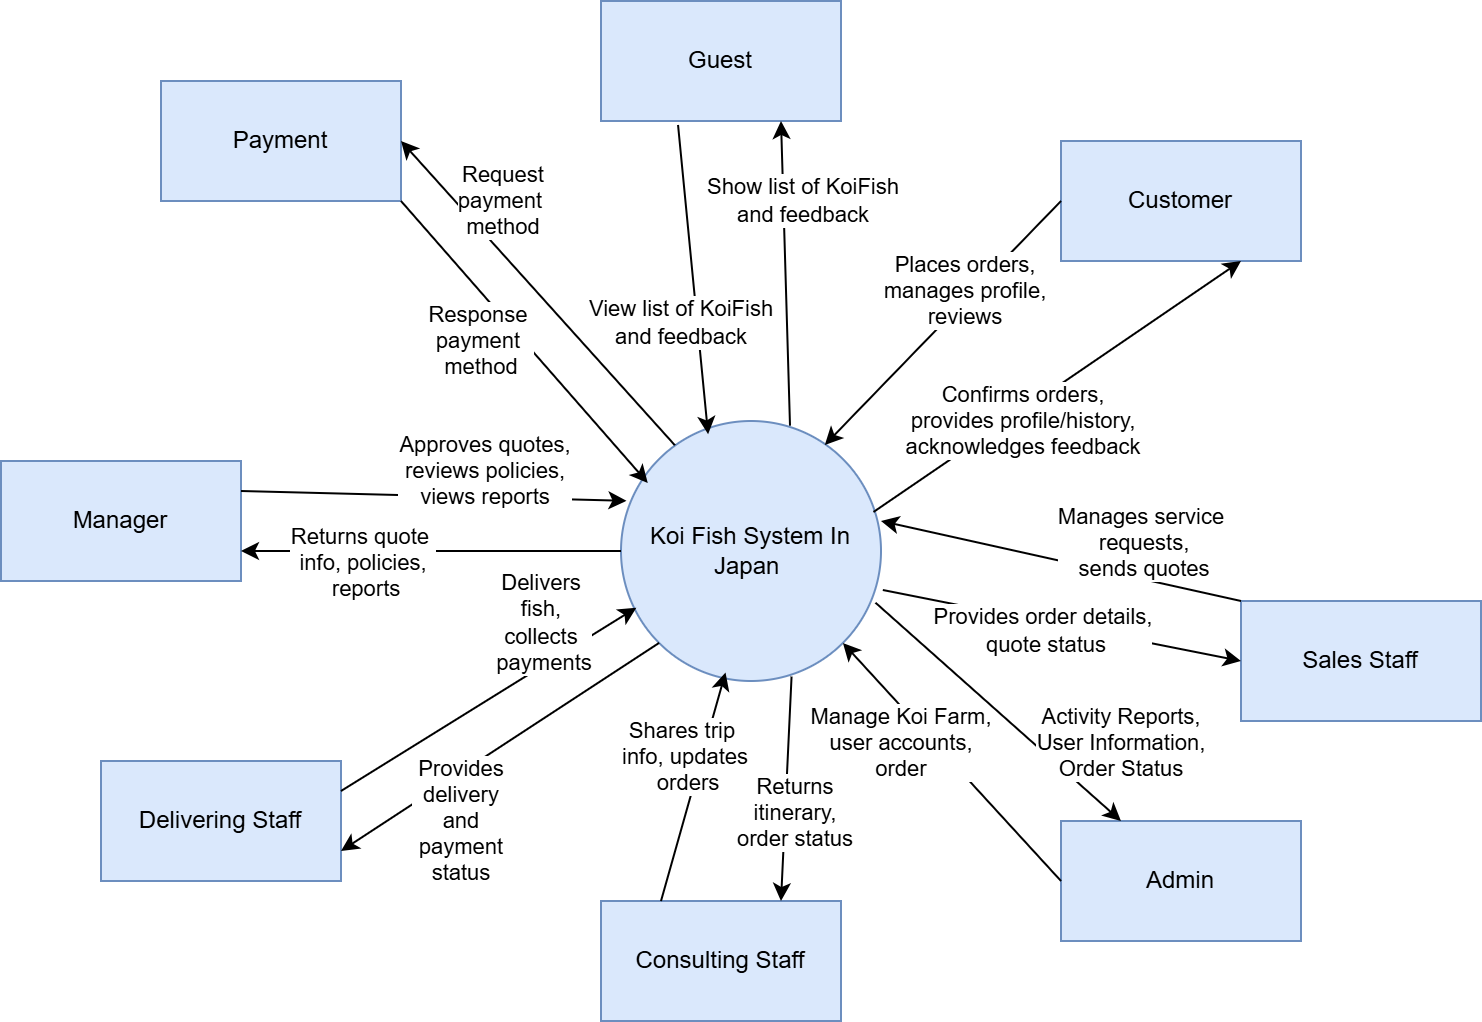 Guest
Payment
Customer
Request
payment
method
Show list of KoiFish
and feedback
Places orders,
manages profile,
reviews
Response
payment
method
View list of KoiFish
and feedback
Confirms orders,
provides profile/history,
acknowledges feedback
Approves quotes,
reviews policies,
views reports
Manager
Koi Fish System In
Japan
Returns quote
info, policies,
reports
Manages service
requests,
sends quotes
Delivers
fish,
collects
payments
Provides order details,
quote status
Sales Staff
Shares trip
info, updates
orders
Manage Koi Farm,
user accounts,
order
Activity Reports,
User Information,
Order Status
Provides
delivery
and
payment
status
Delivering Staff
Returns
itinerary,
order status
Admin
Consulting Staff